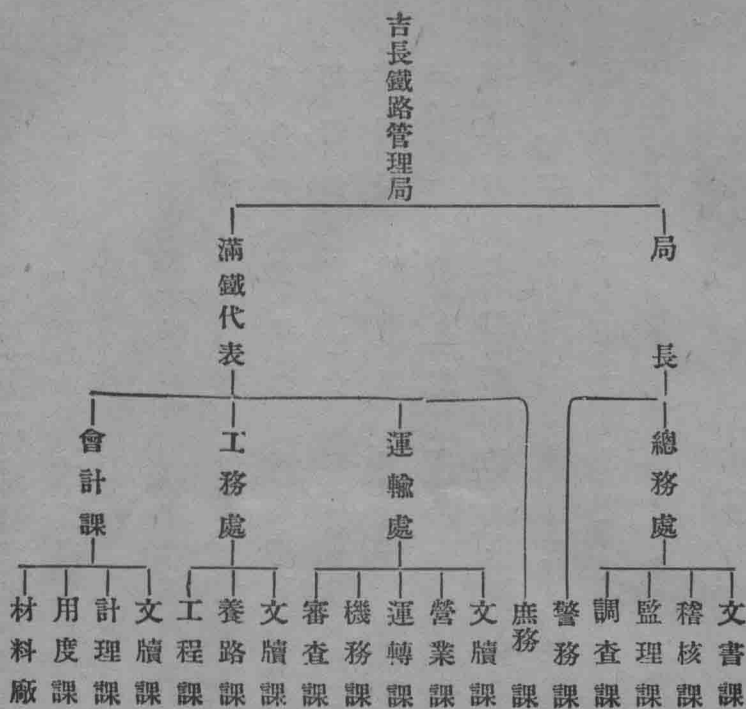 吉長鐵路管理局
局長
滿鐵代表
總務處
運輸處
工務處
會計課
文書課
稽核課
監理課
調查課
警務課
庶務課
文牘課
營業課
運轉課
機務課
審查課
文牘課
養路課
工程課
文牘課
計理課
用度課
材料廠